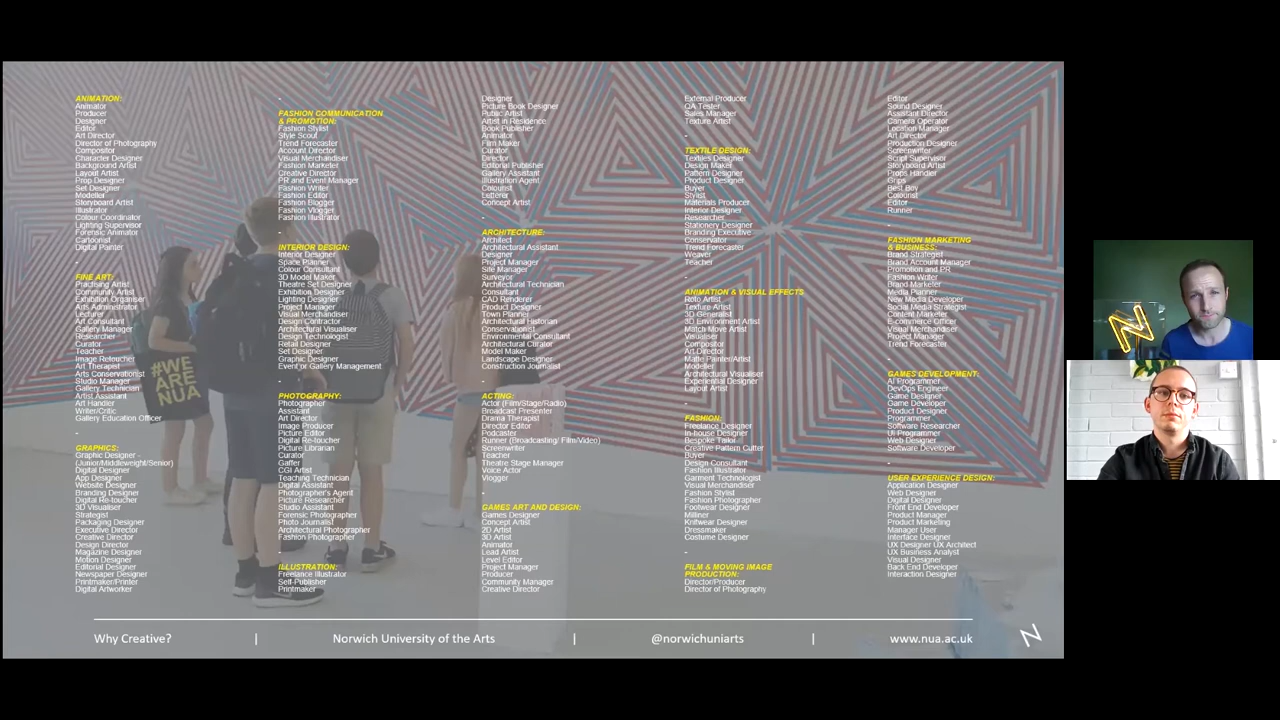 ANIMATION:
Animator
Producer
Designer
Editor
Art Director
Director of Photography
Compositor
Character Designer
Background Artist
Layout Artist
Prop Designer
Set Designer
Modeller
Storyboard Artist
Illustrator
Colour Coordinator
Lighting Supervisor
Forensic Animator
Cartoonist
Digital Painter
-
FINE ART:
Practising Artist
Community Artist
Exhibition Organiser
Arts Administrator
Lecturer
Art Consultant
Gallery Manager
Researcher
Curator
Teacher
Image Retoucher
Art Therapist
Arts Conservationist
Studio Manager
Gallery Technician
Artist Assistant
Art Handler
Writer/Critic
Gallery Education Officer
-
GRAPHICS:
Graphic Designer -
(Junior/Middleweight/Senior)
Digital Designer
App Designer
Website Designer
Branding Designer
Digital Re-toucher
3D Visualiser
Strategist
Packaging Designer
Executive Director
Creative Director
Design Director
Magazine Designer
Motion Designer
Editorial Designer
Newspaper Designer
Printmaker/Printer
Digital Artworker
-
FASHION COMMUNICATION
& PROMOTION:
Fashion Stylist
Style Scout
Trend Forecaster
Account Director
Visual Merchandiser
Fashion Marketer
Creative Director
PR and Event Manager
Fashion Writer
Fashion Editor
Fashion Blogger
Fashion Vlogger
Fashion Illustrator
-
INTERIOR DESIGN:
Interior Designer
Space Planner
Colour Consultant
3D Model Maker
Theatre Set Designer
Exhibition Designer
Lighting Designer
Project Manager
Visual Merchandiser
Design Contractor
Architectural Visualiser
Design Technologist
Retail Designer
Set Designer
Graphic Designer
Event or Gallery Management
-
PHOTOGRAPHY:
Photographer
Assistant
Art Director
Image Producer
Picture Editor
Digital Re-toucher
Picture Librarian
Curator
Gaffer
CGI Artist
Teaching Technician
Digital Assistant
Photographer's Agent
Picture Researcher
Studio Assistant
Forensic Photographer
Photo Journalist
Architectural Photographer
Fashion Photographer
-
ILLUSTRATION:
Freelance Illustrator
Self-Publisher
Printmaker
Designer
Picture Book Designer
Public Artist
Artist in Residence
Book Publisher
Animator
Film Maker
Curator
Director
Editorial Publisher
Gallery Assistant
Illustration Agent
Colourist
Letterer
Concept Artist
-
ARCHITECTURE:
Architect
Architectural Assistant
Designer
Project Manager
Site Manager
Surveyor
Architectural Technician
Consultant
CAD Renderer
Product Designer
Town Planner
Architectural Historian
Conservationist
Environmental Consultant
Architectural Curator
Model Maker
Landscape Designer
Construction Journalist
-
ACTING:
Actor (Film/Stage/Radio)
Broadcast Presenter
Drama Therapist
Director Editor
Podcaster
Runner (Broadcasting/ Film/Video)
Screenwriter
Teacher
Theatre Stage Manager
Voice Actor
Vlogger
-
GAMES ART AND DESIGN:
Games Designer
Concept Artist
2D Artist
3D Artist
Animator
Lead Artist
Level Editor
Project Manager
Producer
Community Manager
Creative Director
External Producer
QA Tester
Sales Manager
Texture Artist
-
TEXTILE DESIGN:
Textiles Designer
Design Maker
Pattern Designer
Product Designer
Buyer
Stylist
Materials Producer
Interior Designer
Researcher
Stationery Designer
Branding Executive
Conservator
Trend Forecaster
Weaver
Teacher
-
ANIMATION & VISUAL EFFECTS
Roto Artist
Texture Artist
3D Generalist
3D Environment Artist
Match Move Artist
Visualiser
Compositor
Art Director
Matte Painter/Artist
Modeller
Architectural Visualiser
Experiential Designer
Layout Artist
-
FASHION:
Freelance Designer
In-house Designer
Bespoke Tailor
Creative Pattern Cutter
Buyer
Design Consultant
Fashion Illustrator
Garment Technologist
Visual Merchandiser
Fashion Stylist
Fashion Photographer
Footwear Designer
Milliner
Knitwear Designer
Dressmaker
Costume Designer
-
FILM & MOVING IMAGE
PRODUCTION:
Director/Producer
Director of Photography
Editor
Sound Designer
Assistant Director
Camera Operator
Location Manager
Art Director
Production Designer
Screenwriter
Script Supervisor
Storyboard Artist
Props Handler
Grips
Best Boy
Colourist
Editor
Runner
-
FASHION MARKETING
& BUSINESS:
Brand Strategist
Brand Account Manager
Promotion and PR
Fashion Writer
Brand Marketer
Media Planner
New Media Developer
Social Media Strategist
Content Marketer
E-commerce Officer
Visual Merchandiser
Project Manager
Trend Forecaster
-
GAMES DEVELOPMENT:
AI Programmer
DevOps Engineer
Game Designer
Game Developer
Product Designer
Programmer
Software Researcher
UI Programmer
Web Designer
Software Developer
-
USER EXPERIENCE DESIGN:
Application Designer
Web Designer
Digital Designer
Front End Developer
Product Manager
Product Marketing
Manager User
Interface Designer
UX Designer UX Architect
UX Business Analyst
Visual Designer
Back End Developer
Interaction Designer
#WE
ARE
NUA
Why Creative? | Norwich University of the Arts | @norwichuniarts | www.nua.ac.uk
N
N